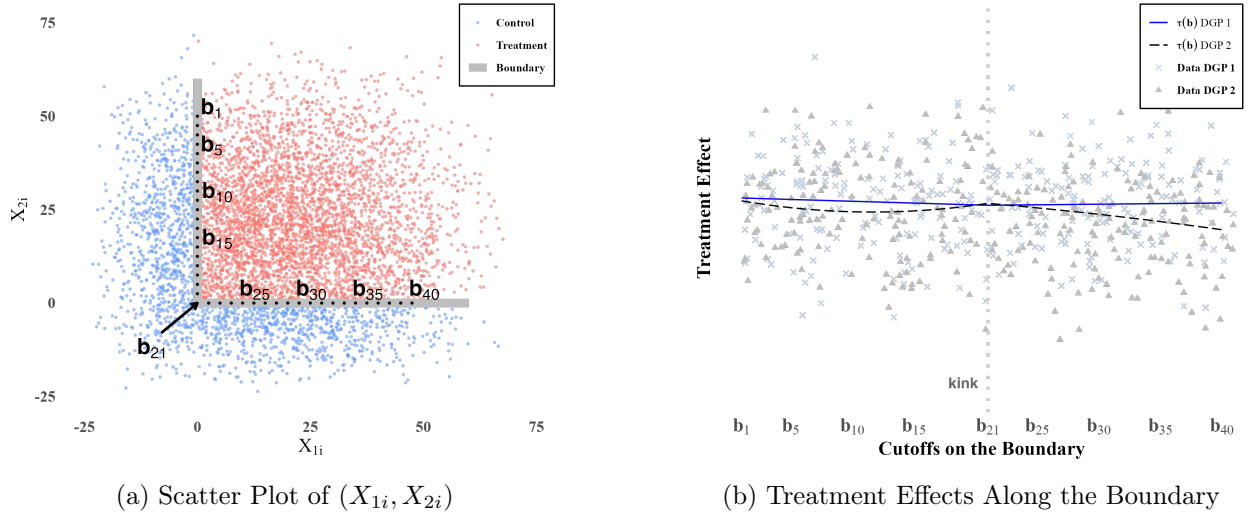 75
50
25
0
-25
X2i
-25
0
25
50
75
X1i
Control
Treatment
Boundary
b1
b5
b10
b15
b25
b30
b35
b40
b21
(a) Scatter Plot of (X1i, X2i)
τ(b) DGP 1
τ(b) DGP 2
Data DGP 1
Data DGP 2
Treatment Effect
kink
b1
b5
b10
b15
b21
b25
b30
b35
b40
Cutoffs on the Boundary
(b) Treatment Effects Along the Boundary